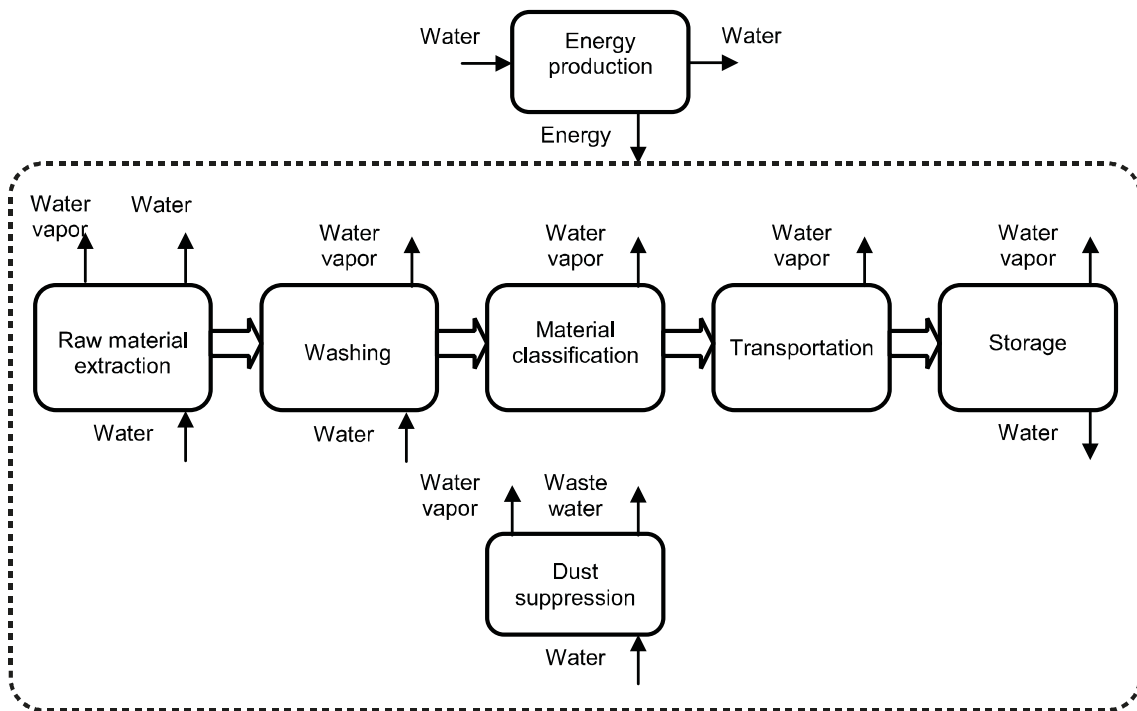 Water
Energy
production
Water
Energy
Water
vapor
Water
Water
vapor
Water
vapor
Water
vapor
Water
vapor
Raw material
extraction
Washing
Material
classification
Transportation
Storage
Water
Water
Water
Water
vapor
Waste
water
Dust
suppression
Water